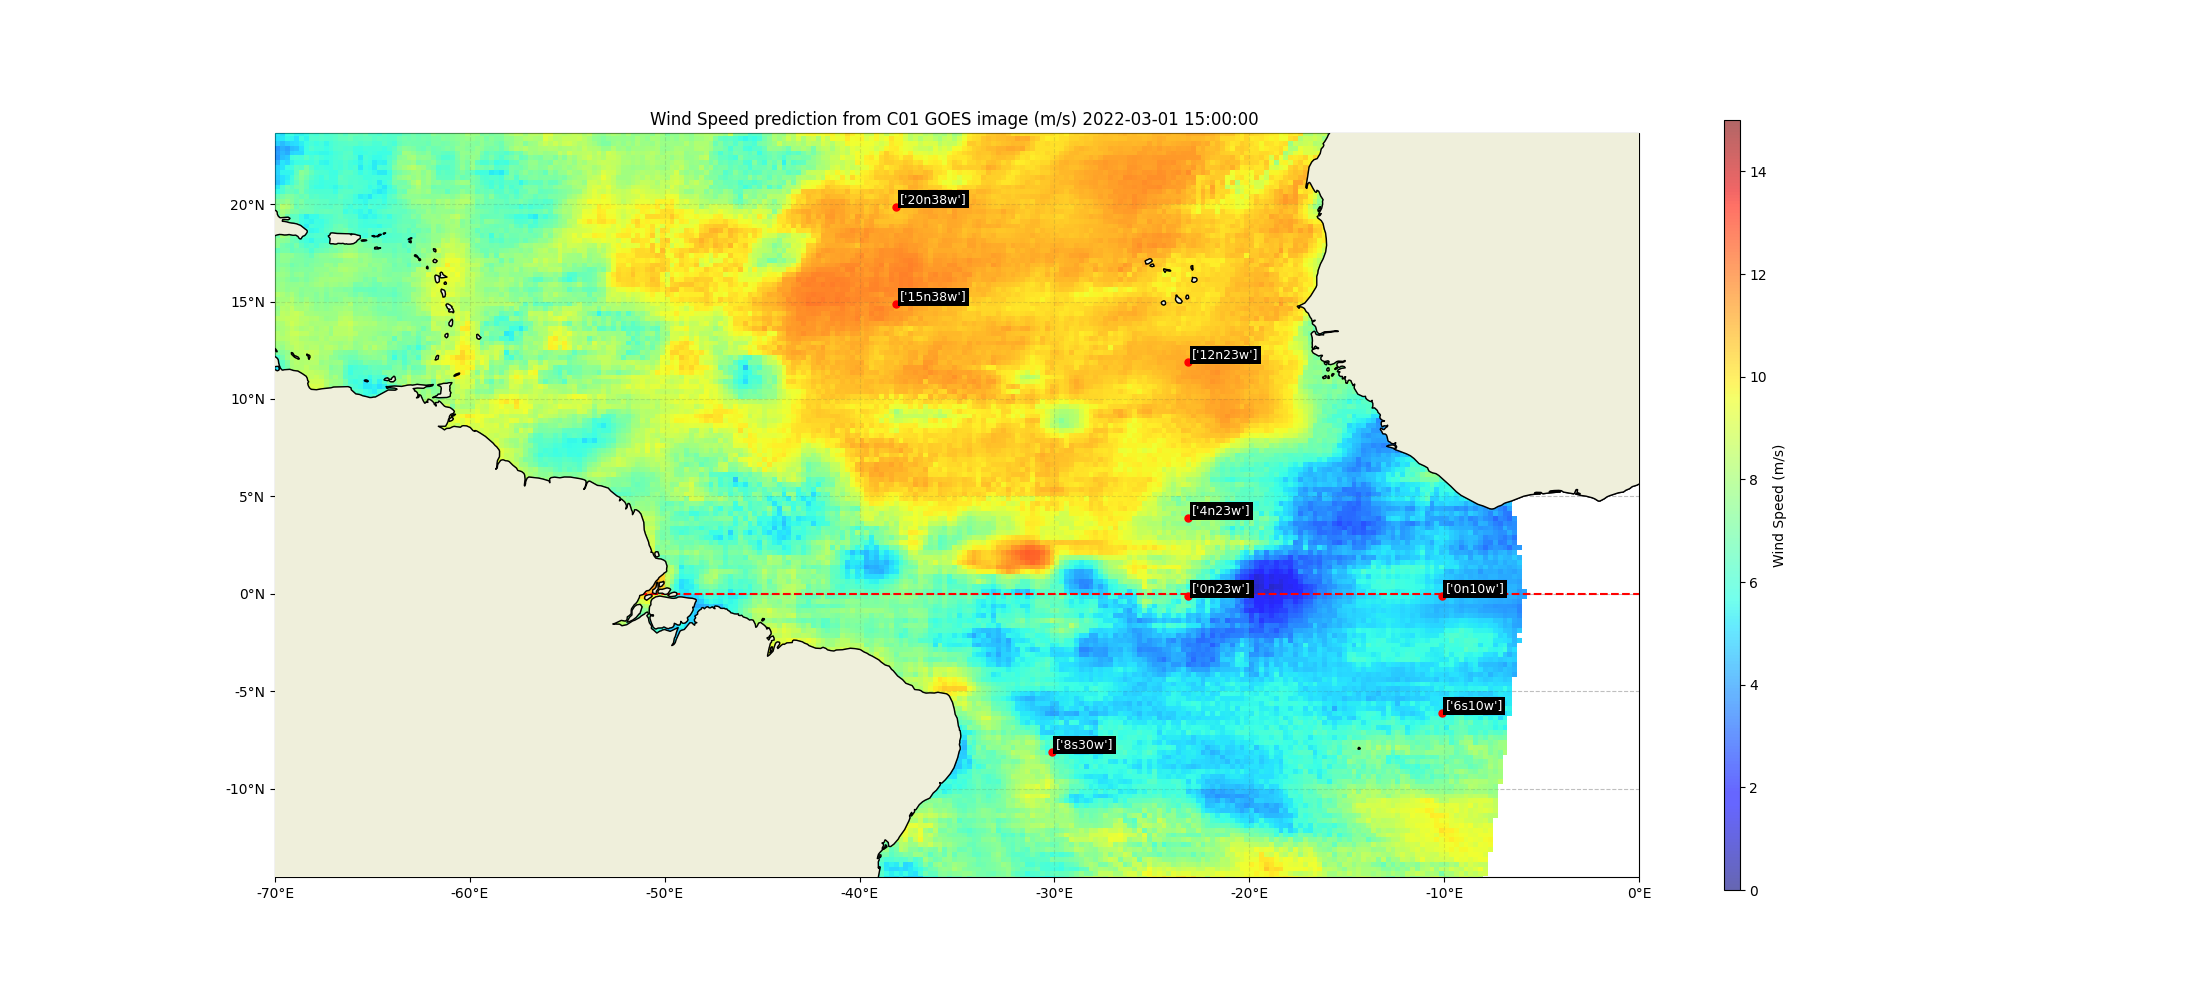 Wind Speed prediction from C01 GOES image (m/s) 2022-03-01 15:00:00
20°N
15°N
10°N
5°N
0°N
-5°N
-10°N
-70°E
-60°E
-50°E
-40°E
-30°E
-20°E
-10°E
0°E
['20n38w']
['15n38w']
['12n23w']
['4n23w']
['0n23w']
['0n10w']
['6s10w']
['8s30w']
14
12
10
8
6
4
2
0
Wind Speed (m/s)